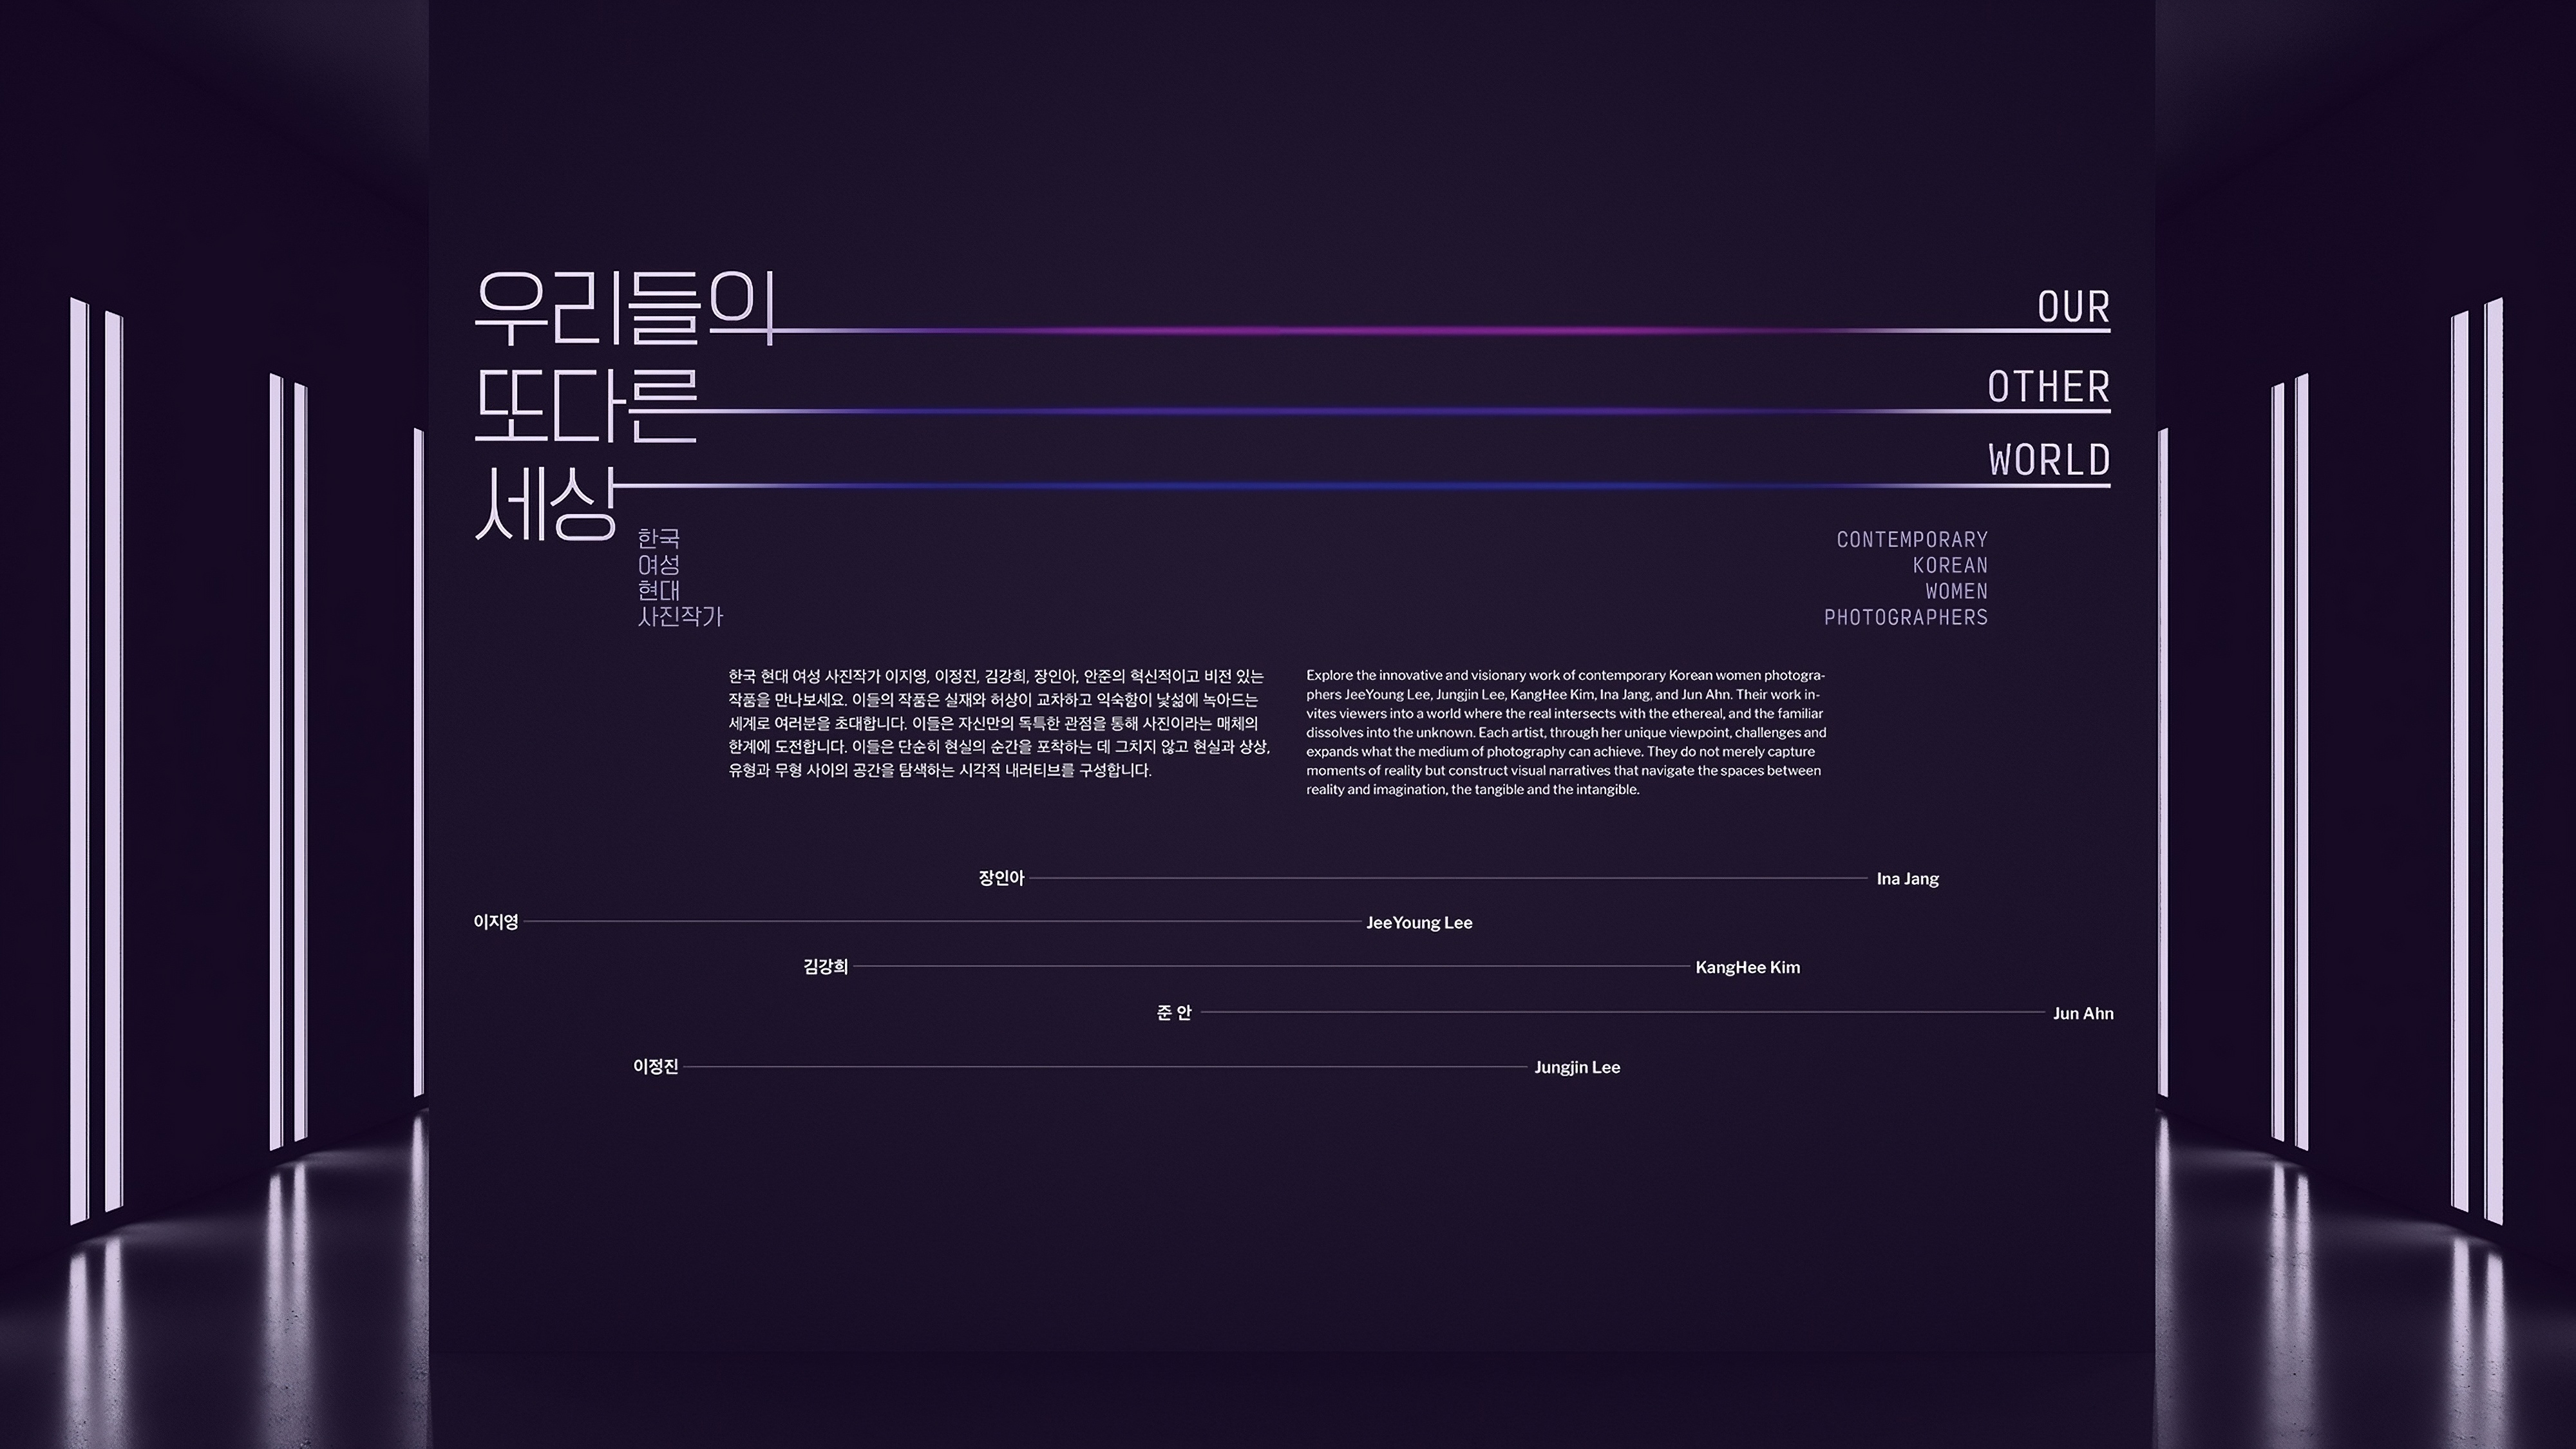 우리들의
OUR
또다른
OTHER
세상
WORLD
한국
여성
현대
사진작가
CONTEMPORARY
KOREAN
WOMEN
PHOTOGRAPHERS
한국 현대 여성 사진작가 이지영, 이정진, 김강희, 장인아, 안준의 혁신적이고 비전 있는
작품을 만나보세요. 이들의 작품은 실재와 허상이 교차하고 익숙함이 낯섦에 녹아드는
세계로 여러분을 초대합니다. 이들은 자신만의 독특한 관점을 통해 사진이라는 매체의
한계에 도전합니다. 이들은 단순히 현실의 순간을 포착하는 데 그치지 않고 현실과 상상,
유형과 무형 사이의 공간을 탐색하는 시각적 내러티브를 구성합니다.
Explore the innovative and visionary work of contemporary Korean women photogra-
phers JeeYoung Lee, Jungjin Lee, KangHee Kim, Ina Jang, and Jun Ahn. Their work in-
vites viewers into a world where the real intersects with the ethereal, and the familiar
dissolves into the unknown. Each artist, through her unique viewpoint, challenges and
expands what the medium of photography can achieve. They do not merely capture
moments of reality but construct visual narratives that navigate the spaces between
reality and imagination, the tangible and the intangible.
장인아 Ina Jang
이지영 JeeYoung Lee
김강희 KangHee Kim
준 안 Jun Ahn
이정진 Jungjin Lee